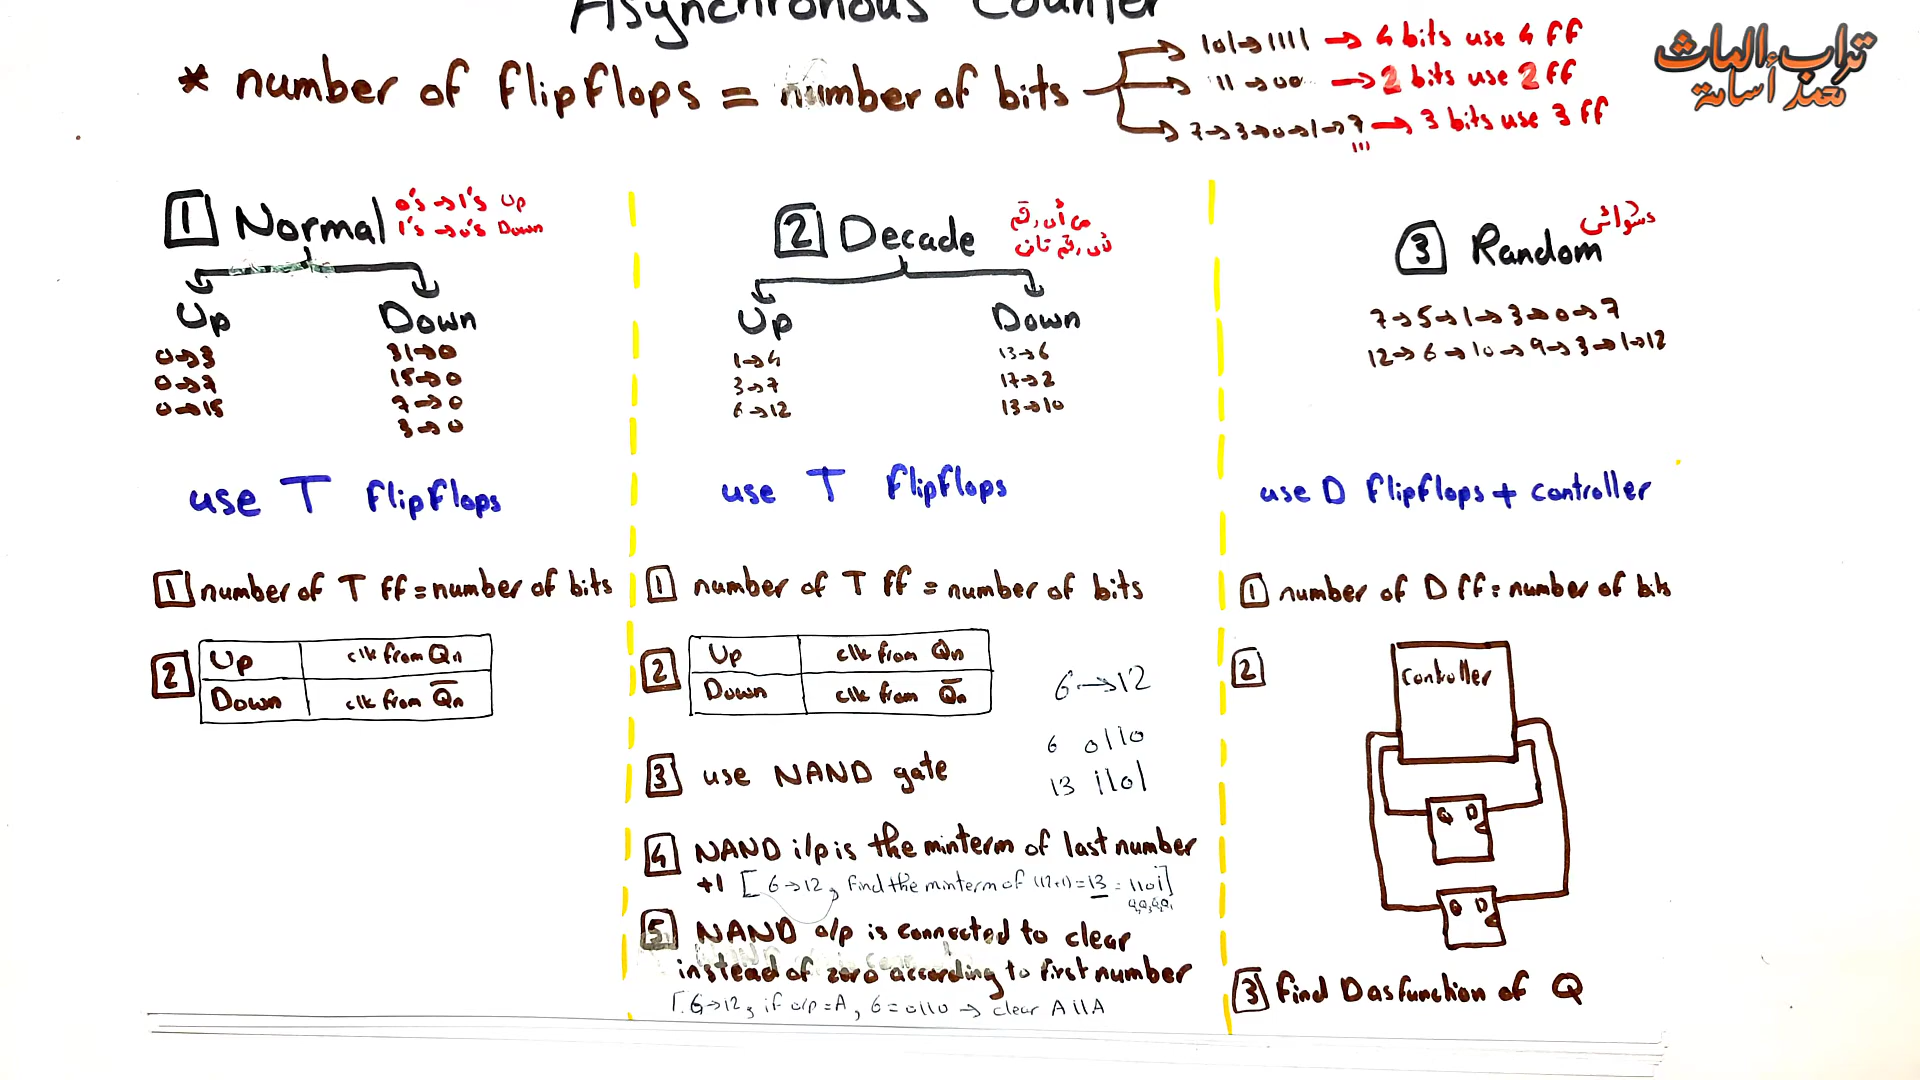 Asynchronous Counter
* number of flipflops = number of bits
101→1111 → 4 bits use 4 ff
11→00 → 2 bits use 2 ff
7→3→0→1→7 → 3 bits use 3 ff
111
1 Normal
0's→1's Up
1's→0's Down
Up
0→3
0→7
0→15
Down
31→0
15→0
7→0
3→0
use T flipflops
1 number of T ff = number of bits
2
Up clk from Qn
Down clk from Q̅n
2 Decade
من أى رقم
لأى رقم تانى
Up
1→4
3→7
6→12
Down
13→6
17→2
13→10
use T flipflops
1 number of T ff = number of bits
2
Up clk from Qn
Down clk from Q̅n
6→12
6 0110
13 1101
3 use NAND gate
4 NAND i/p is the minterm of last number
+1 [6→12, find the minterm of (12+1)=13=1101]
5 NAND o/p is connected to clear
instead of zero according to first number
[6→12, if o/p=A, 6=0110 → clear A11A
3 Random
عشوائى
7→5→1→3→0→7
12→6→10→9→3→1→12
use D flipflops + controller
1 number of D ff = number of bits
2
controller
Q D
Q D
3 find D as function of Q